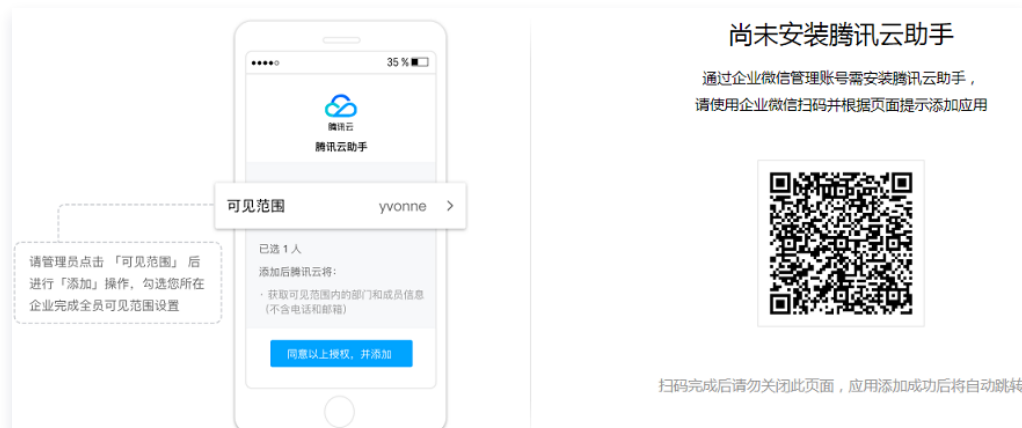 35 %
腾讯云
腾讯云助手
可见范围
yvonne
请管理员点击 「可见范围」 后
进行「添加」操作，勾选您所在
企业完成全员可见范围设置
已选 1 人
添加后腾讯云将：
· 获取可见范围内的部门和成员信息
（不含电话和邮箱）
同意以上授权，并添加
尚未安装腾讯云助手
通过企业微信管理账号需安装腾讯云助手，
请使用企业微信扫码并根据页面提示添加应用
扫码完成后请勿关闭此页面，应用添加成功后将自动跳转